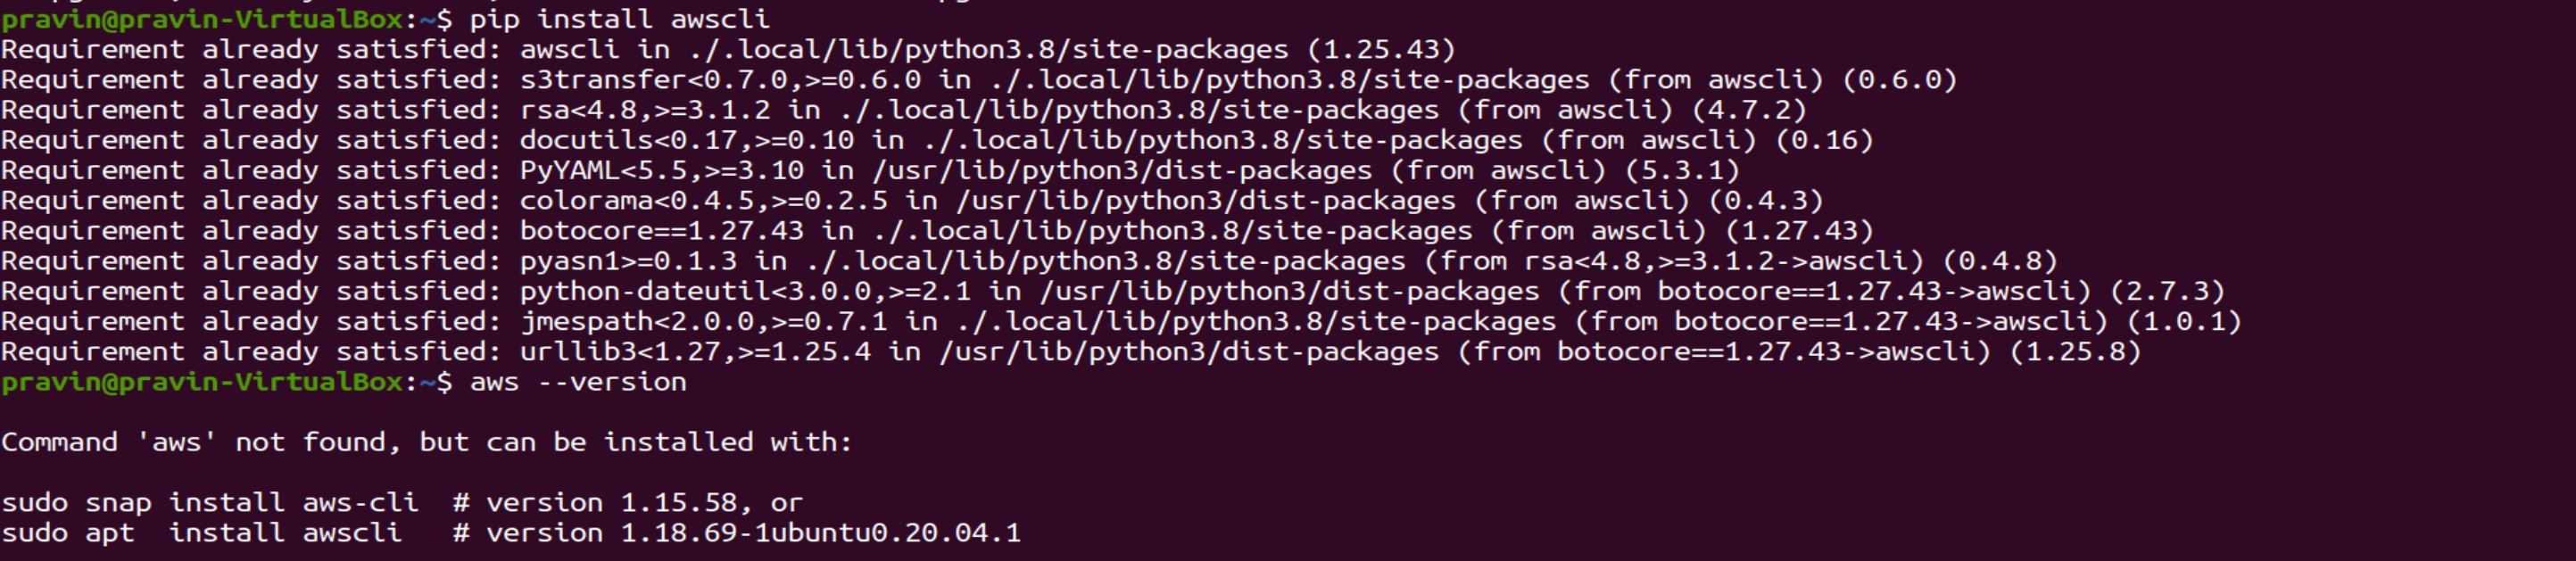 pravin@pravin-VirtualBox:~$ pip install awscli
Requirement already satisfied: awscli in ./.local/lib/python3.8/site-packages (1.25.43)
Requirement already satisfied: s3transfer<0.7.0,>=0.6.0 in ./.local/lib/python3.8/site-packages (from awscli) (0.6.0)
Requirement already satisfied: rsa<4.8,>=3.1.2 in ./.local/lib/python3.8/site-packages (from awscli) (4.7.2)
Requirement already satisfied: docutils<0.17,>=0.10 in ./.local/lib/python3.8/site-packages (from awscli) (0.16)
Requirement already satisfied: PyYAML<5.5,>=3.10 in /usr/lib/python3/dist-packages (from awscli) (5.3.1)
Requirement already satisfied: colorama<0.4.5,>=0.2.5 in /usr/lib/python3/dist-packages (from awscli) (0.4.3)
Requirement already satisfied: botocore==1.27.43 in ./.local/lib/python3.8/site-packages (from awscli) (1.27.43)
Requirement already satisfied: pyasn1>=0.1.3 in ./.local/lib/python3.8/site-packages (from rsa<4.8,>=3.1.2->awscli) (0.4.8)
Requirement already satisfied: python-dateutil<3.0.0,>=2.1 in /usr/lib/python3/dist-packages (from botocore==1.27.43->awscli) (2.7.3)
Requirement already satisfied: jmespath<2.0.0,>=0.7.1 in ./.local/lib/python3.8/site-packages (from botocore==1.27.43->awscli) (1.0.1)
Requirement already satisfied: urllib3<1.27,>=1.25.4 in /usr/lib/python3/dist-packages (from botocore==1.27.43->awscli) (1.25.8)
pravin@pravin-VirtualBox:~$ aws --version
Command 'aws' not found, but can be installed with:
sudo snap install aws-cli  # version 1.15.58, or
sudo apt  install awscli   # version 1.18.69-1ubuntu0.20.04.1